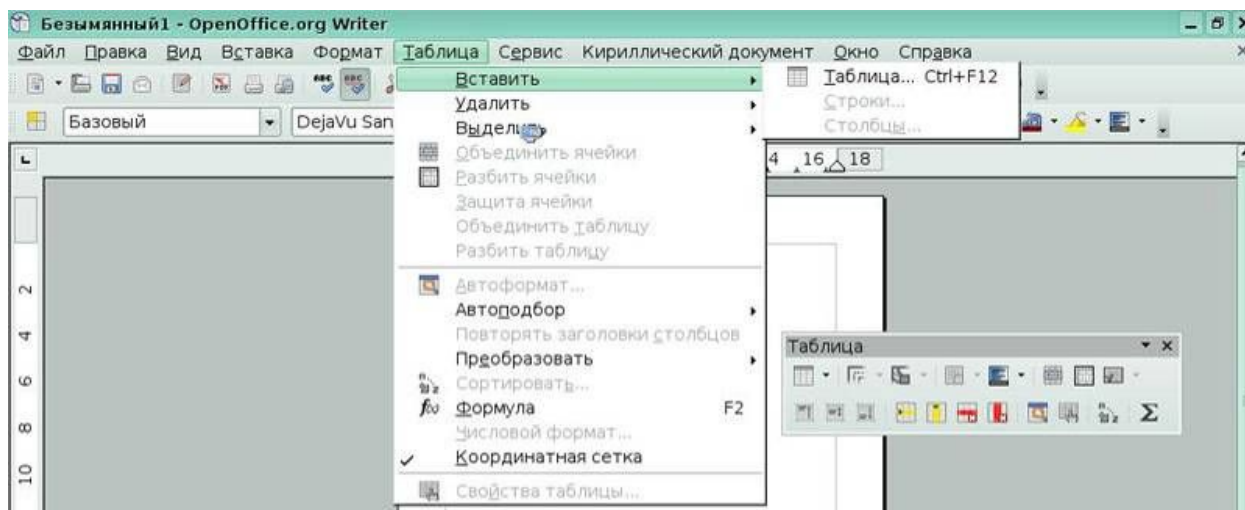 Безымянный1 - OpenOffice.org Writer
Файл Правка Вид Вставка Формат Таблица Сервис Кириллический документ Окно Справка
Базовый
DejaVu San
Вставить
Удалить
Выделить
Объединить ячейки
Разбить ячейки
Защита ячейки
Объединить таблицу
Разбить таблицу
Автоформат...
Автоподбор
Повторять заголовки столбцов
Преобразовать
Сортировать...
Формула F2
Числовой формат...
Координатная сетка
Свойства таблицы...
Таблица... Ctrl+F12
Строки...
Столбцы...
4 16 18
2
4
6
8
10
Таблица